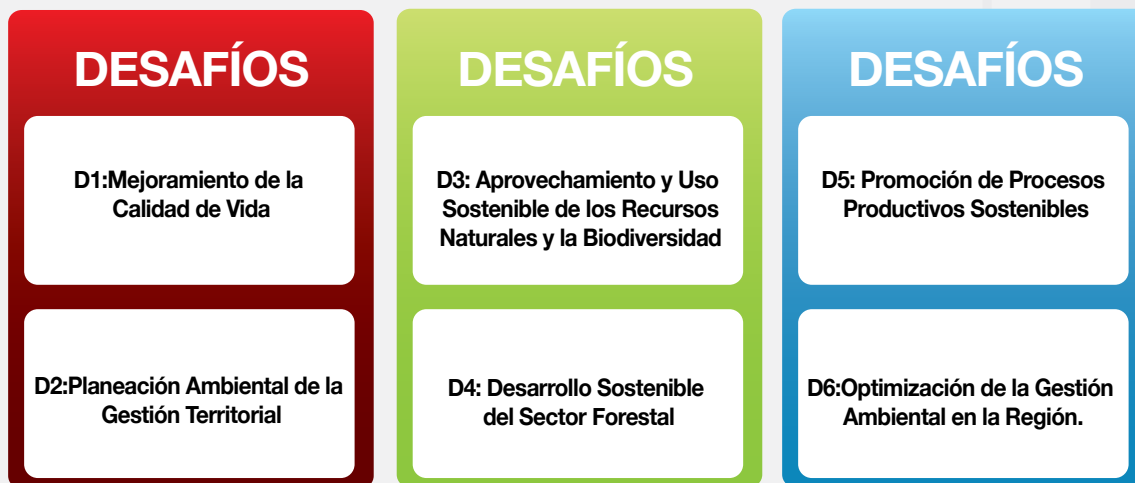 DESAFÍOS
D1:Mejoramiento de la
Calidad de Vida
D2:Planeación Ambiental de la
Gestión Territorial
DESAFÍOS
D3: Aprovechamiento y Uso
Sostenible de los Recursos
Naturales y la Biodiversidad
D4: Desarrollo Sostenible
del Sector Forestal
DESAFÍOS
D5: Promoción de Procesos
Productivos Sostenibles
D6:Optimización de la Gestión
Ambiental en la Región.